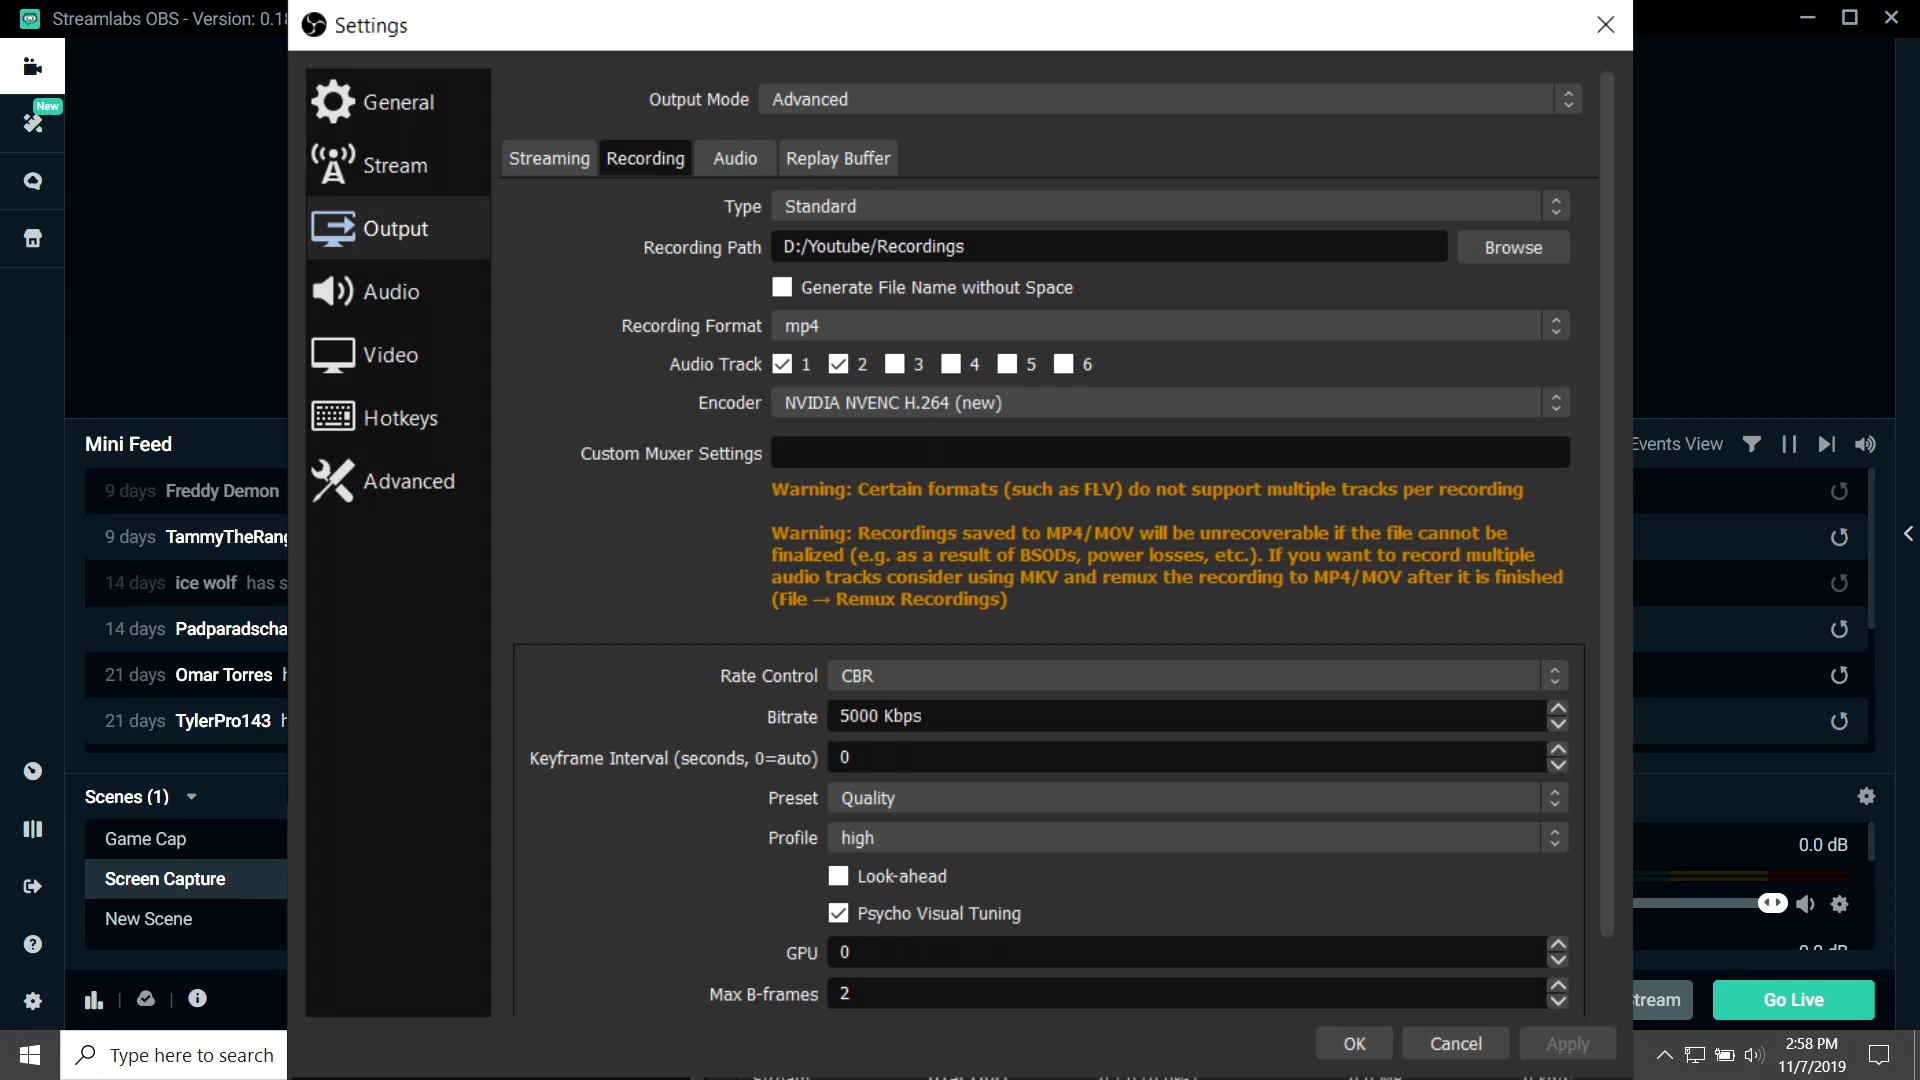 Streamlabs OBS - Version: 0.1
Settings
New
General
Stream
Output
Audio
Video
Hotkeys
Advanced
Output Mode Advanced
Streaming Recording Audio Replay Buffer
Type Standard
Recording Path D:/Youtube/Recordings Browse
Generate File Name without Space
Recording Format mp4
Audio Track 1 2 3 4 5 6
Encoder NVIDIA NVENC H.264 (new)
Custom Muxer Settings
Warning: Certain formats (such as FLV) do not support multiple tracks per recording
Warning: Recordings saved to MP4/MOV will be unrecoverable if the file cannot be
finalized (e.g. as a result of BSODs, power losses, etc.). If you want to record multiple
audio tracks consider using MKV and remux the recording to MP4/MOV after it is finished
(File → Remux Recordings)
Rate Control CBR
Bitrate 5000 Kbps
Keyframe Interval (seconds, 0=auto) 0
Preset Quality
Profile high
Look-ahead
Psycho Visual Tuning
GPU 0
Max B-frames 2
OK Cancel Apply
Mini Feed
Events View
9 days Freddy Demon
9 days TammyTheRang
14 days ice wolf has s
14 days Padparadscha
21 days Omar Torres h
21 days TylerPro143 h
Scenes (1)
Game Cap
Screen Capture
New Scene
0.0 dB
tream
Go Live
Type here to search
2:58 PM
11/7/2019